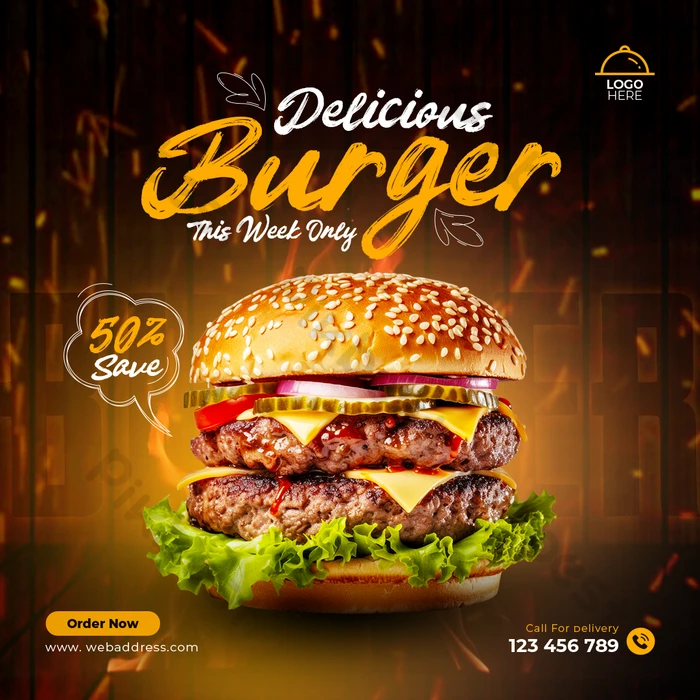 LOGO
HERE
Delicious
Burger
This Week Only
50%
Save
Order Now
www. webaddress.com
Call For Delivery
123 456 789